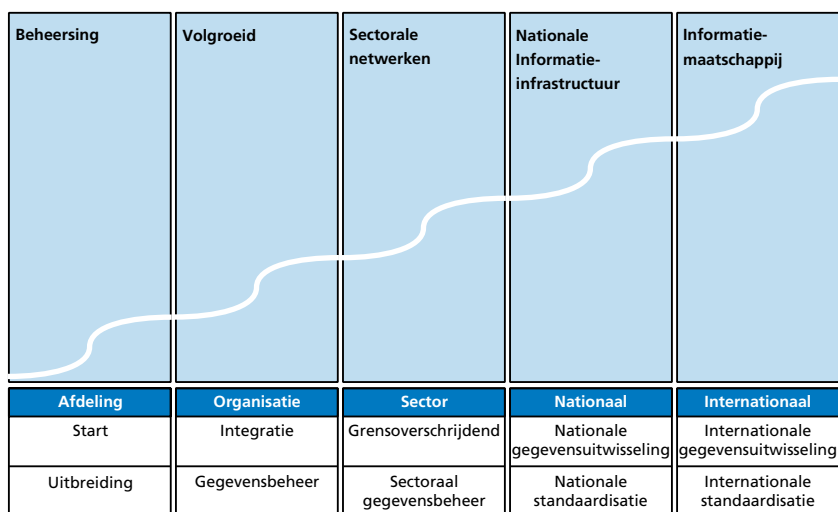 Beheersing
Volgroeid
Sectorale
netwerken
Nationale
Informatie-
infrastructuur
Informatie-
maatschappij
Afdeling
Organisatie
Sector
Nationaal
Internationaal
Start
Integratie
Grensoverschrijdend
Nationale
gegevensuitwisseling
Internationale
gegevensuitwisseling
Uitbreiding
Gegevensbeheer
Sectoraal
gegevensbeheer
Nationale
standaardisatie
Internationale
standaardisatie